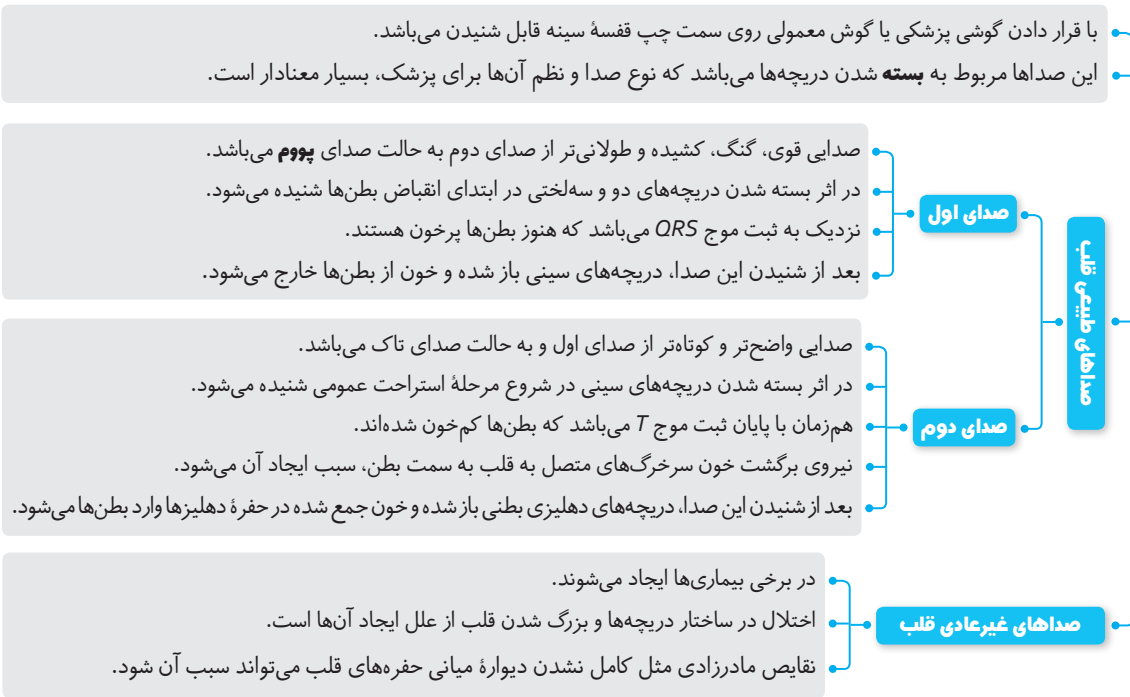 با قرار دادن گوشی پزشکی یا گوش معمولی روی سمت چپ قفسهٔ سینه قابل شنیدن می‌باشد.
این صداها مربوط به بسته شدن دریچه‌ها می‌باشد که نوع صدا و نظم آن‌ها برای پزشک، بسیار معنادار است.
صداهای طبیعی قلب
صدای اول
صدایی قوی، گنگ، کشیده و طولانی‌تر از صدای دوم به حالت صدای پووم می‌باشد.
در اثر بسته شدن دریچه‌های دو و سه‌لختی در ابتدای انقباض بطن‌ها شنیده می‌شود.
نزدیک به ثبت موج QRS می‌باشد که هنوز بطن‌ها پرخون هستند.
بعد از شنیدن این صدا، دریچه‌های سینی باز شده و خون از بطن‌ها خارج می‌شود.
صدای دوم
صدایی واضح‌تر و کوتاه‌تر از صدای اول و به حالت صدای تاک می‌باشد.
در اثر بسته شدن دریچه‌های سینی در شروع مرحلهٔ استراحت عمومی شنیده می‌شود.
هم‌زمان با پایان ثبت موج T می‌باشد که بطن‌ها کم‌خون شده‌اند.
نیروی برگشت خون سرخرگ‌های متصل به قلب به سمت بطن، سبب ایجاد آن می‌شود.
بعد از شنیدن این صدا، دریچه‌های دهلیزی بطنی باز شده و خون جمع شده در حفرهٔ دهلیزها وارد بطن‌ها می‌شود.
صداهای غیرعادی قلب
در برخی بیماری‌ها ایجاد می‌شوند.
اختلال در ساختار دریچه‌ها و بزرگ شدن قلب از علل ایجاد آن‌ها است.
نقایص مادرزادی مثل کامل نشدن دیوارهٔ میانی حفره‌های قلب می‌تواند سبب آن شود.